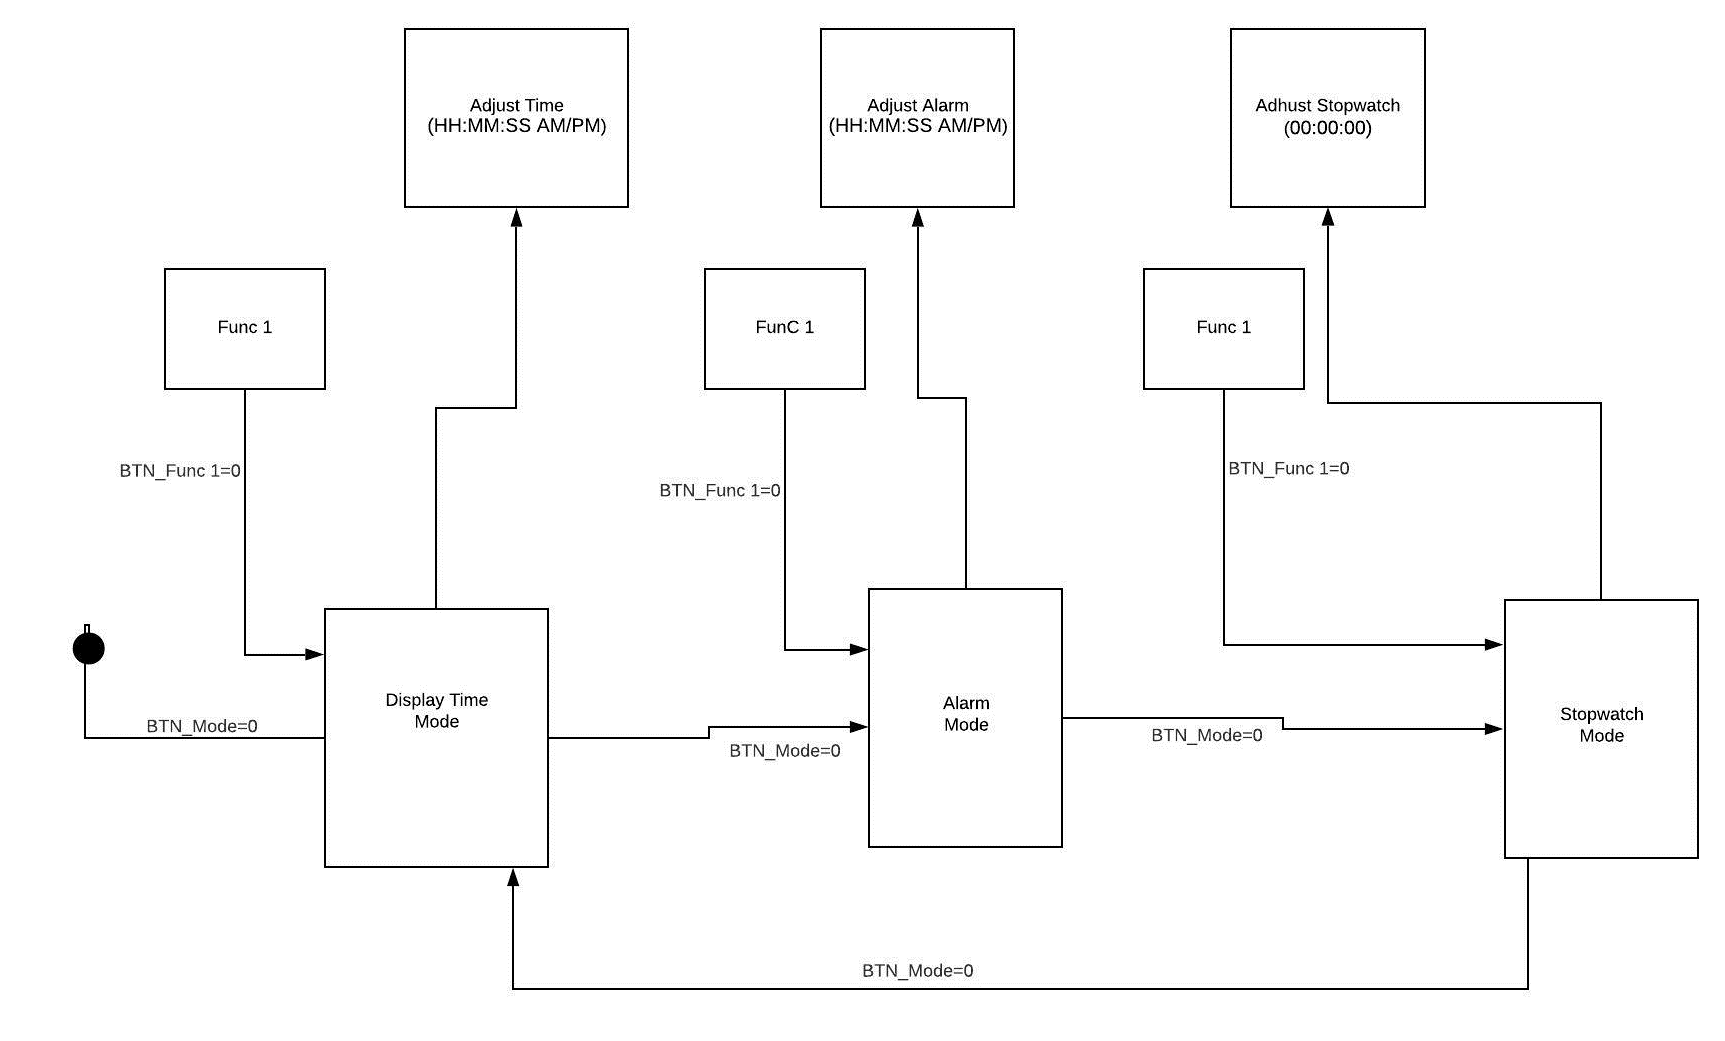 Adjust Time
(HH:MM:SS AM/PM)
Adjust Alarm
(HH:MM:SS AM/PM)
Adhust Stopwatch
(00:00:00)
Func 1
FunC 1
Func 1
BTN_Func 1=0
BTN_Func 1=0
BTN_Func 1=0
Display Time
Mode
Alarm
Mode
Stopwatch
Mode
BTN_Mode=0
BTN_Mode=0
BTN_Mode=0
BTN_Mode=0